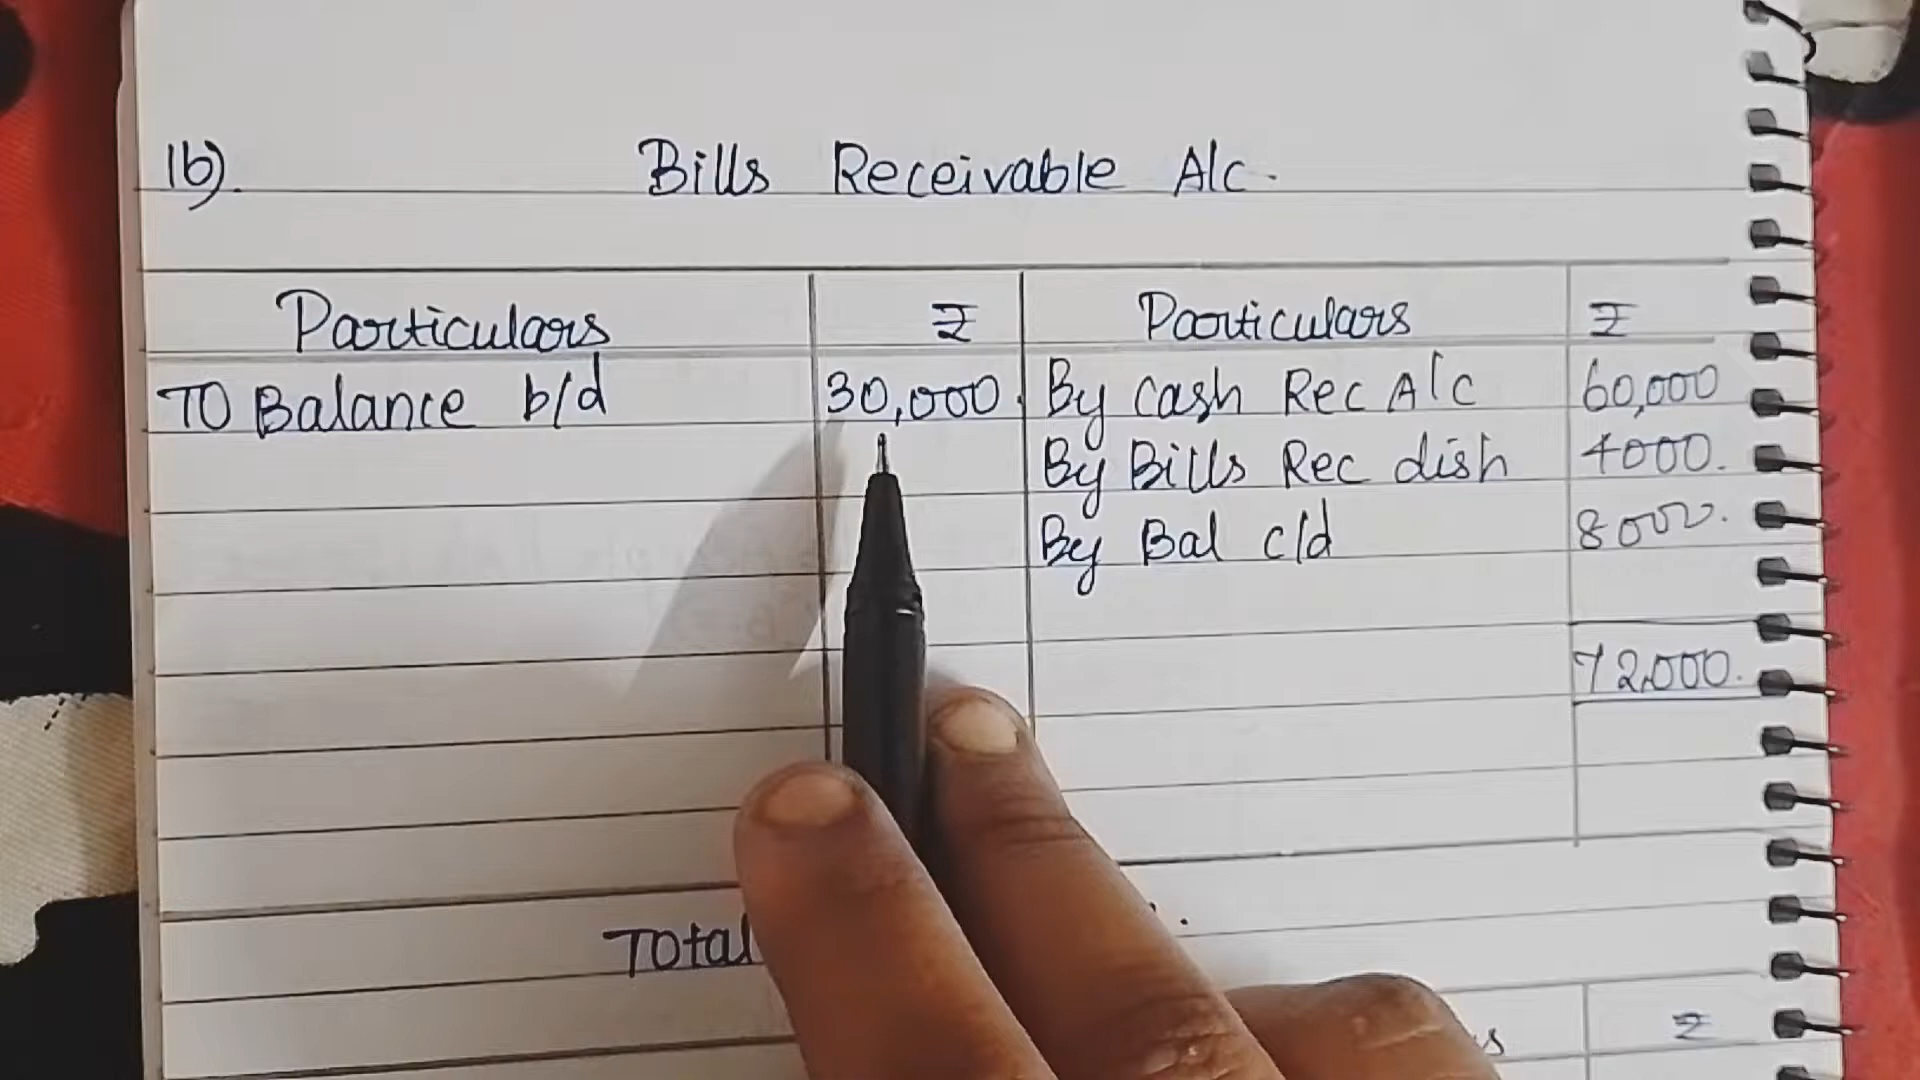 1b). Bills Receivable A/c.
Particulars ₹ Particulars ₹
TO Balance b/d 30,000. By cash Rec A/c 60,000
By Bills Rec dish 4000.
By Bal c/d 8000.
72,000.
Total
₹